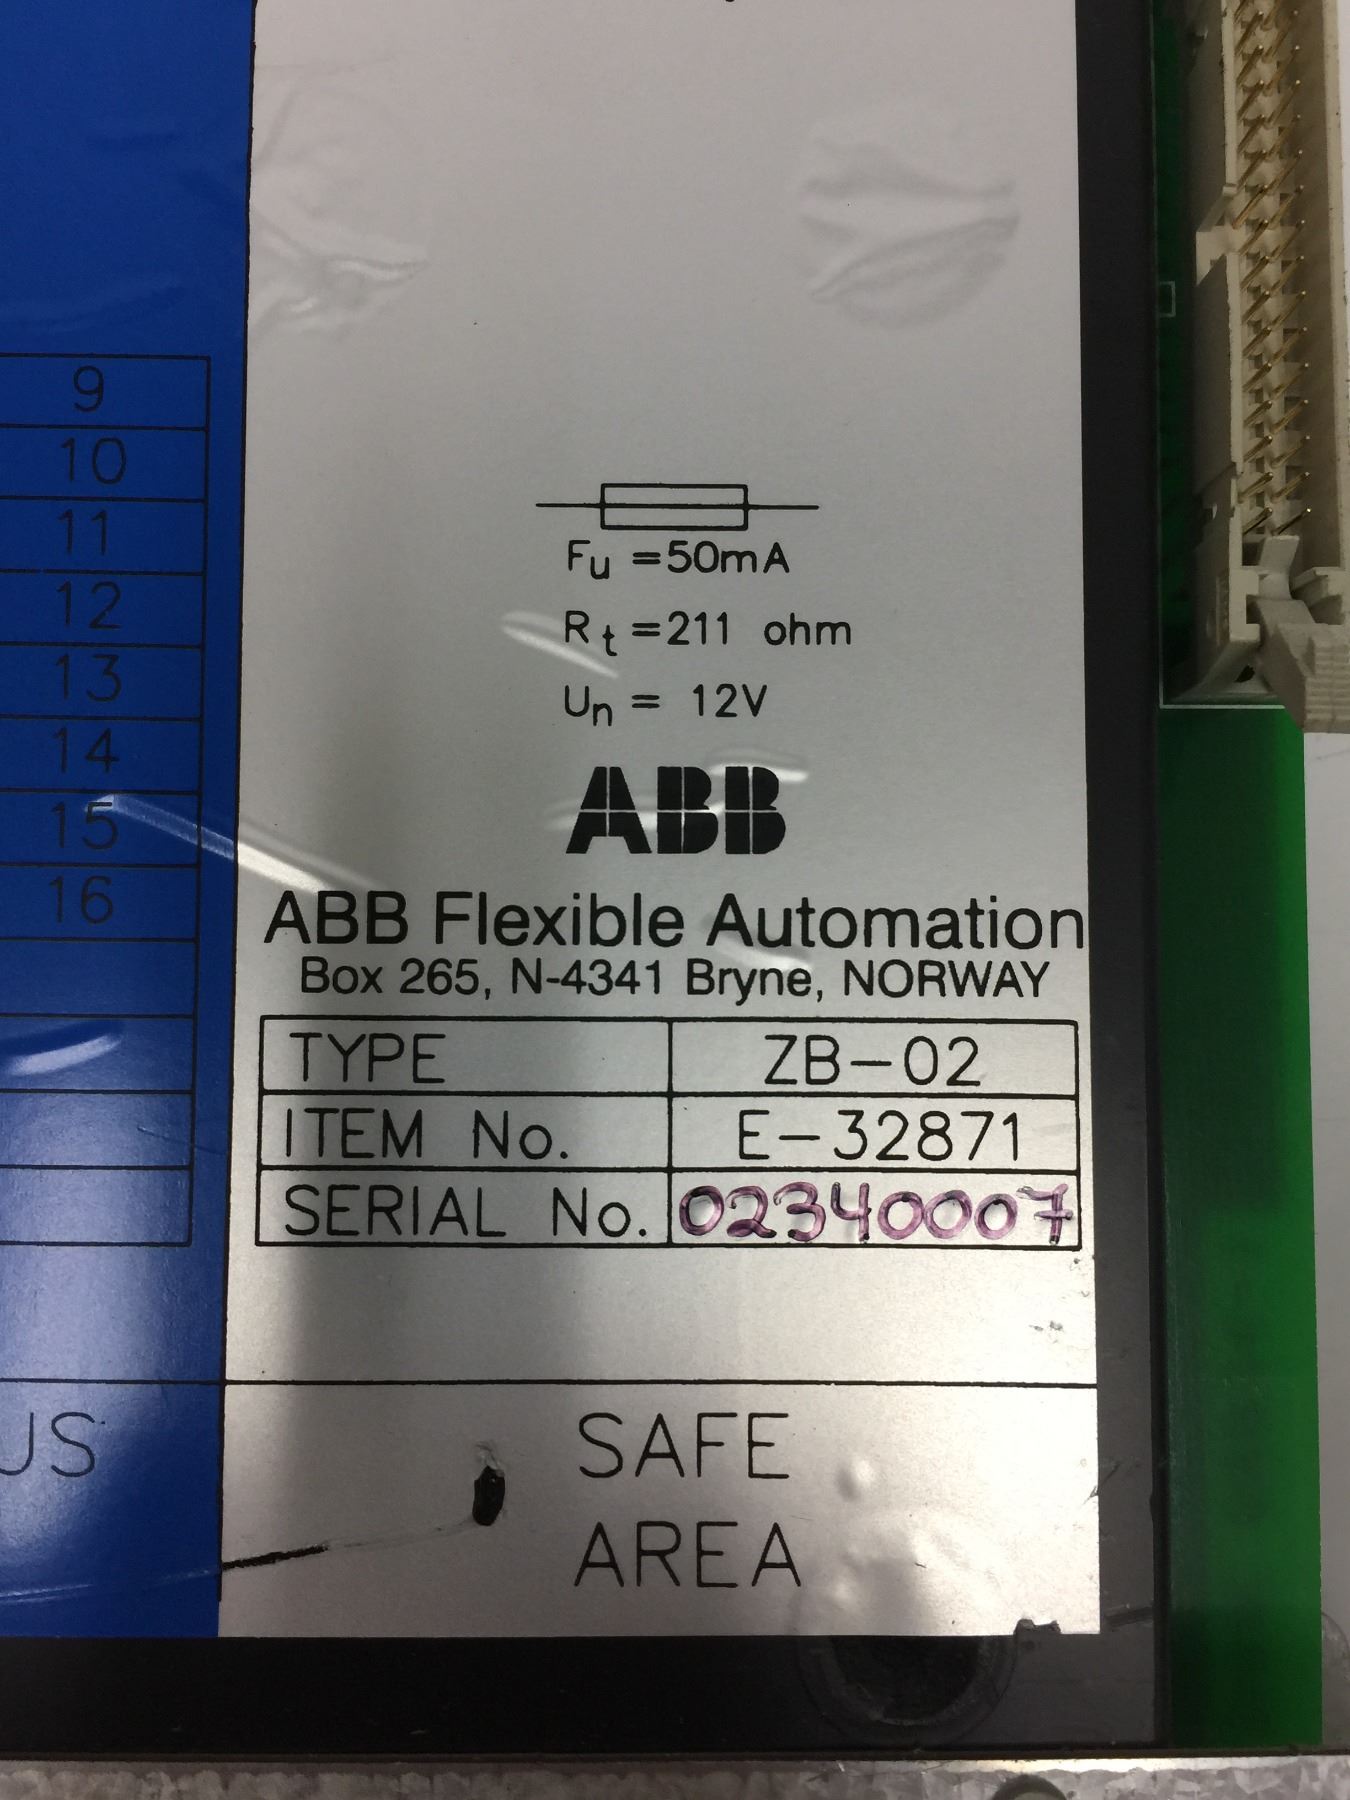 9
10
11
12
13
14
15
16
Fu =50mA
Rt =211 ohm
Un = 12V
ABB
ABB Flexible Automation
Box 265, N-4341 Bryne, NORWAY
TYPE ZB-02
ITEM No. E-32871
SERIAL No. 02340007
SAFE
AREA